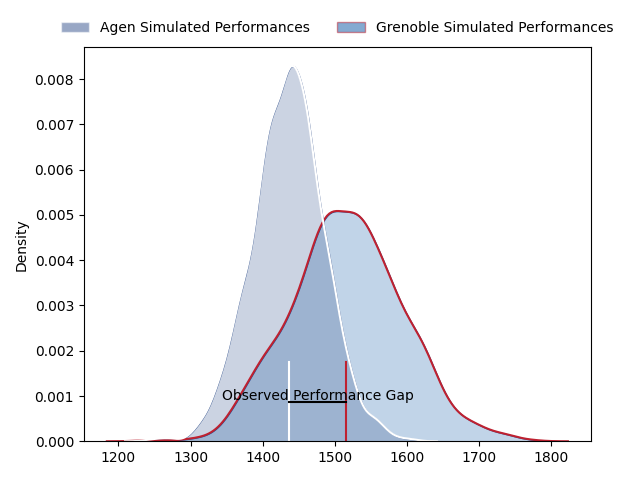 Agen Simulated Performances Grenoble Simulated Performances
0.008
0.007
0.006
0.005
0.004
0.003
0.002
0.001
0.000
Density
Observed Performance Gap
1200 1300 1400 1500 1600 1700 1800